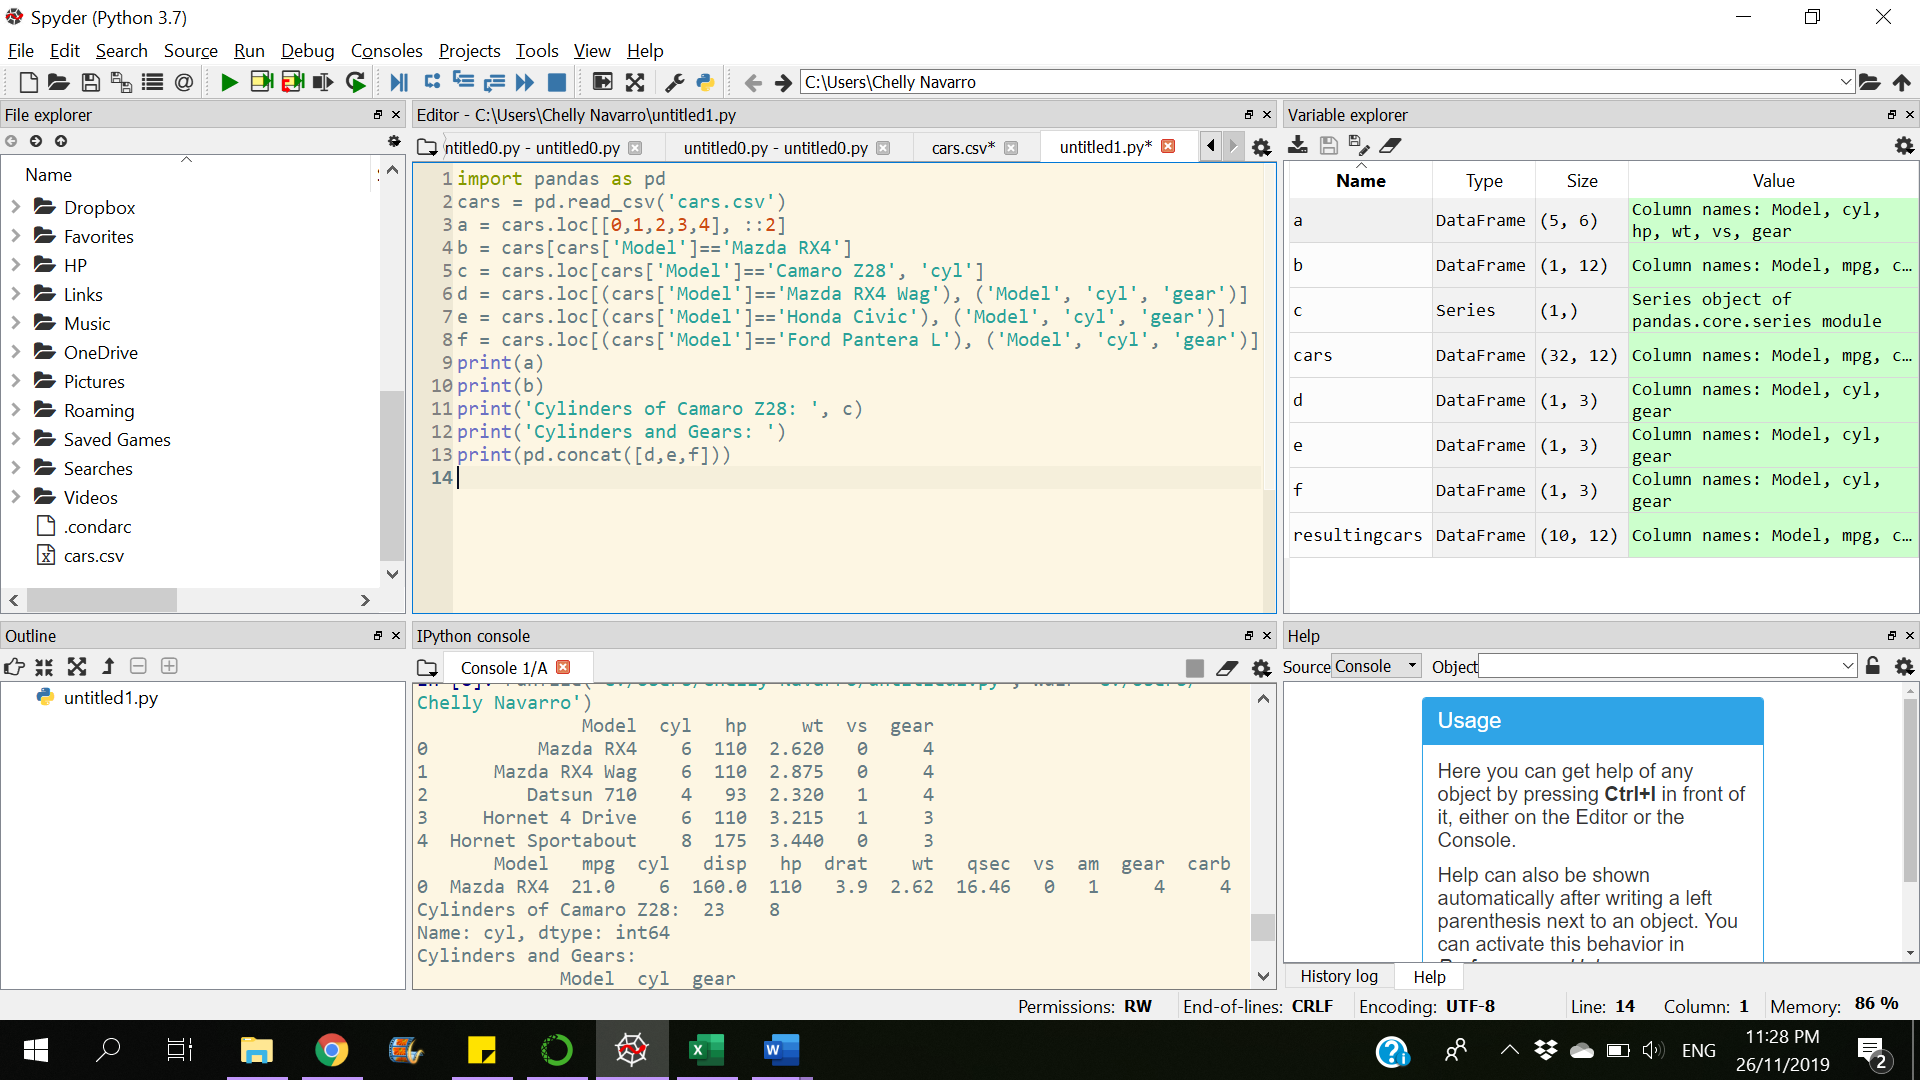 Spyder (Python 3.7)
File Edit Search Source Run Debug Consoles Projects Tools View Help
C:\Users\Chelly Navarro
File explorer
Name
Dropbox
Favorites
HP
Links
Music
OneDrive
Pictures
Roaming
Saved Games
Searches
Videos
.condarc
cars.csv
Editor - C:\Users\Chelly Navarro\untitled1.py
ntitled0.py - untitled0.py untitled0.py - untitled0.py cars.csv* untitled1.py*
1 import pandas as pd
2 cars = pd.read_csv('cars.csv')
3 a = cars.loc[[0,1,2,3,4], ::2]
4 b = cars[cars['Model']=='Mazda RX4']
5 c = cars.loc[cars['Model']=='Camaro Z28', 'cyl']
6 d = cars.loc[(cars['Model']=='Mazda RX4 Wag'), ('Model', 'cyl', 'gear')]
7 e = cars.loc[(cars['Model']=='Honda Civic'), ('Model', 'cyl', 'gear')]
8 f = cars.loc[(cars['Model']=='Ford Pantera L'), ('Model', 'cyl', 'gear')]
9 print(a)
10 print(b)
11 print('Cylinders of Camaro Z28: ', c)
12 print('Cylinders and Gears: ')
13 print(pd.concat([d,e,f]))
14
Variable explorer
Name Type Size Value
a DataFrame (5, 6) Column names: Model, cyl,
hp, wt, vs, gear
b DataFrame (1, 12) Column names: Model, mpg, c...
c Series (1,) Series object of
pandas.core.series module
cars DataFrame (32, 12) Column names: Model, mpg, c...
d DataFrame (1, 3) Column names: Model, cyl,
gear
e DataFrame (1, 3) Column names: Model, cyl,
gear
f DataFrame (1, 3) Column names: Model, cyl,
gear
resultingcars DataFrame (10, 12) Column names: Model, mpg, c...
Outline
untitled1.py
IPython console
Console 1/A
Chelly Navarro')
Model cyl hp wt vs gear
0 Mazda RX4 6 110 2.620 0 4
1 Mazda RX4 Wag 6 110 2.875 0 4
2 Datsun 710 4 93 2.320 1 4
3 Hornet 4 Drive 6 110 3.215 1 3
4 Hornet Sportabout 8 175 3.440 0 3
Model mpg cyl disp hp drat wt qsec vs am gear carb
0 Mazda RX4 21.0 6 160.0 110 3.9 2.62 16.46 0 1 4 4
Cylinders of Camaro Z28: 23 8
Name: cyl, dtype: int64
Cylinders and Gears:
Model cyl gear
Help
Source Console Object
Usage
Here you can get help of any
object by pressing Ctrl+I in front of
it, either on the Editor or the
Console.
Help can also be shown
automatically after writing a left
parenthesis next to an object. You
can activate this behavior in
History log Help
Permissions: RW End-of-lines: CRLF Encoding: UTF-8 Line: 14 Column: 1 Memory: 86 %
ENG
11:28 PM
26/11/2019
2